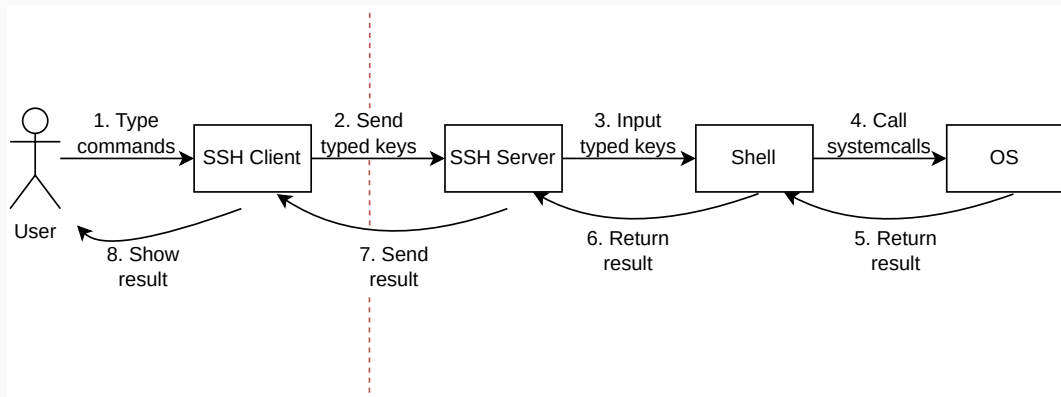 1. Type
commands
SSH Client
2. Send
typed keys
SSH Server
3. Input
typed keys
Shell
4. Call
systemcalls
OS
User
8. Show
result
7. Send
result
6. Return
result
5. Return
result